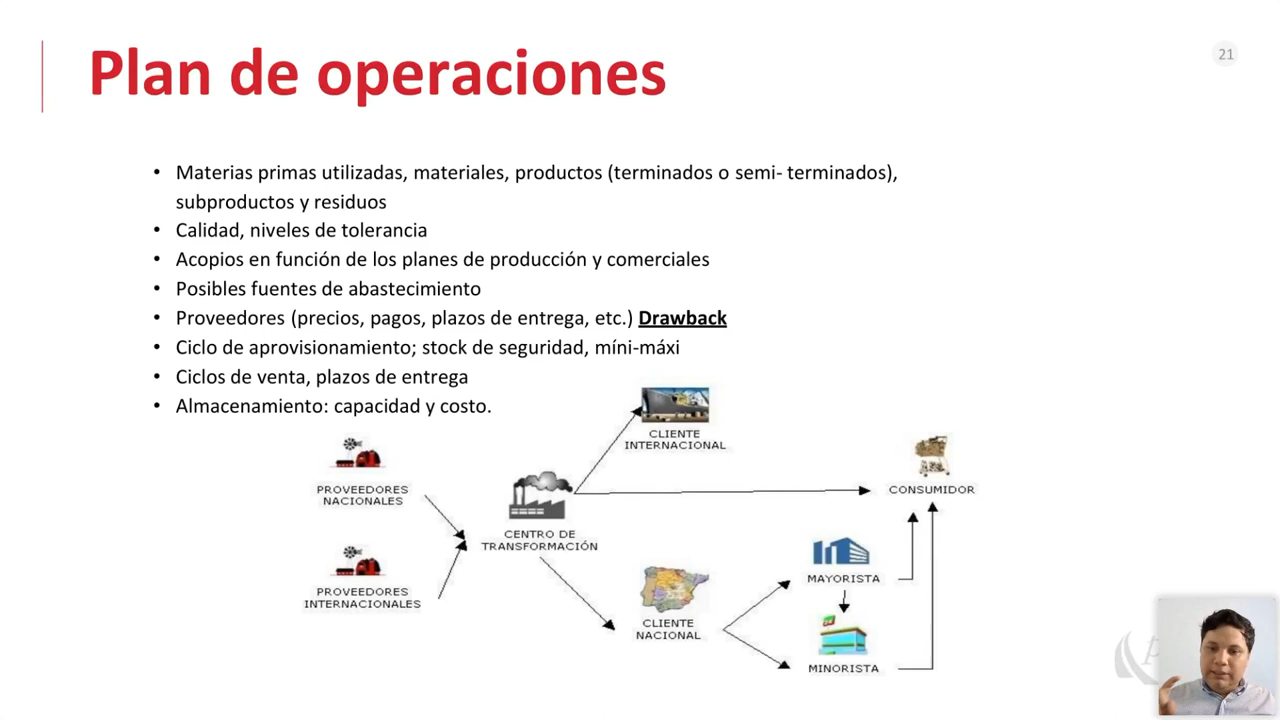 Plan de operaciones
21
• Materias primas utilizadas, materiales, productos (terminados o semi- terminados),
subproductos y residuos
• Calidad, niveles de tolerancia
• Acopios en función de los planes de producción y comerciales
• Posibles fuentes de abastecimiento
• Proveedores (precios, pagos, plazos de entrega, etc.) Drawback
• Ciclo de aprovisionamiento; stock de seguridad, míni-máxi
• Ciclos de venta, plazos de entrega
• Almacenamiento: capacidad y costo.
CLIENTE
INTERNACIONAL
PROVEEDORES
NACIONALES
CONSUMIDOR
CENTRO DE
TRANSFORMACIÓN
PROVEEDORES
INTERNACIONALES
MAYORISTA
CLIENTE
NACIONAL
MINORISTA